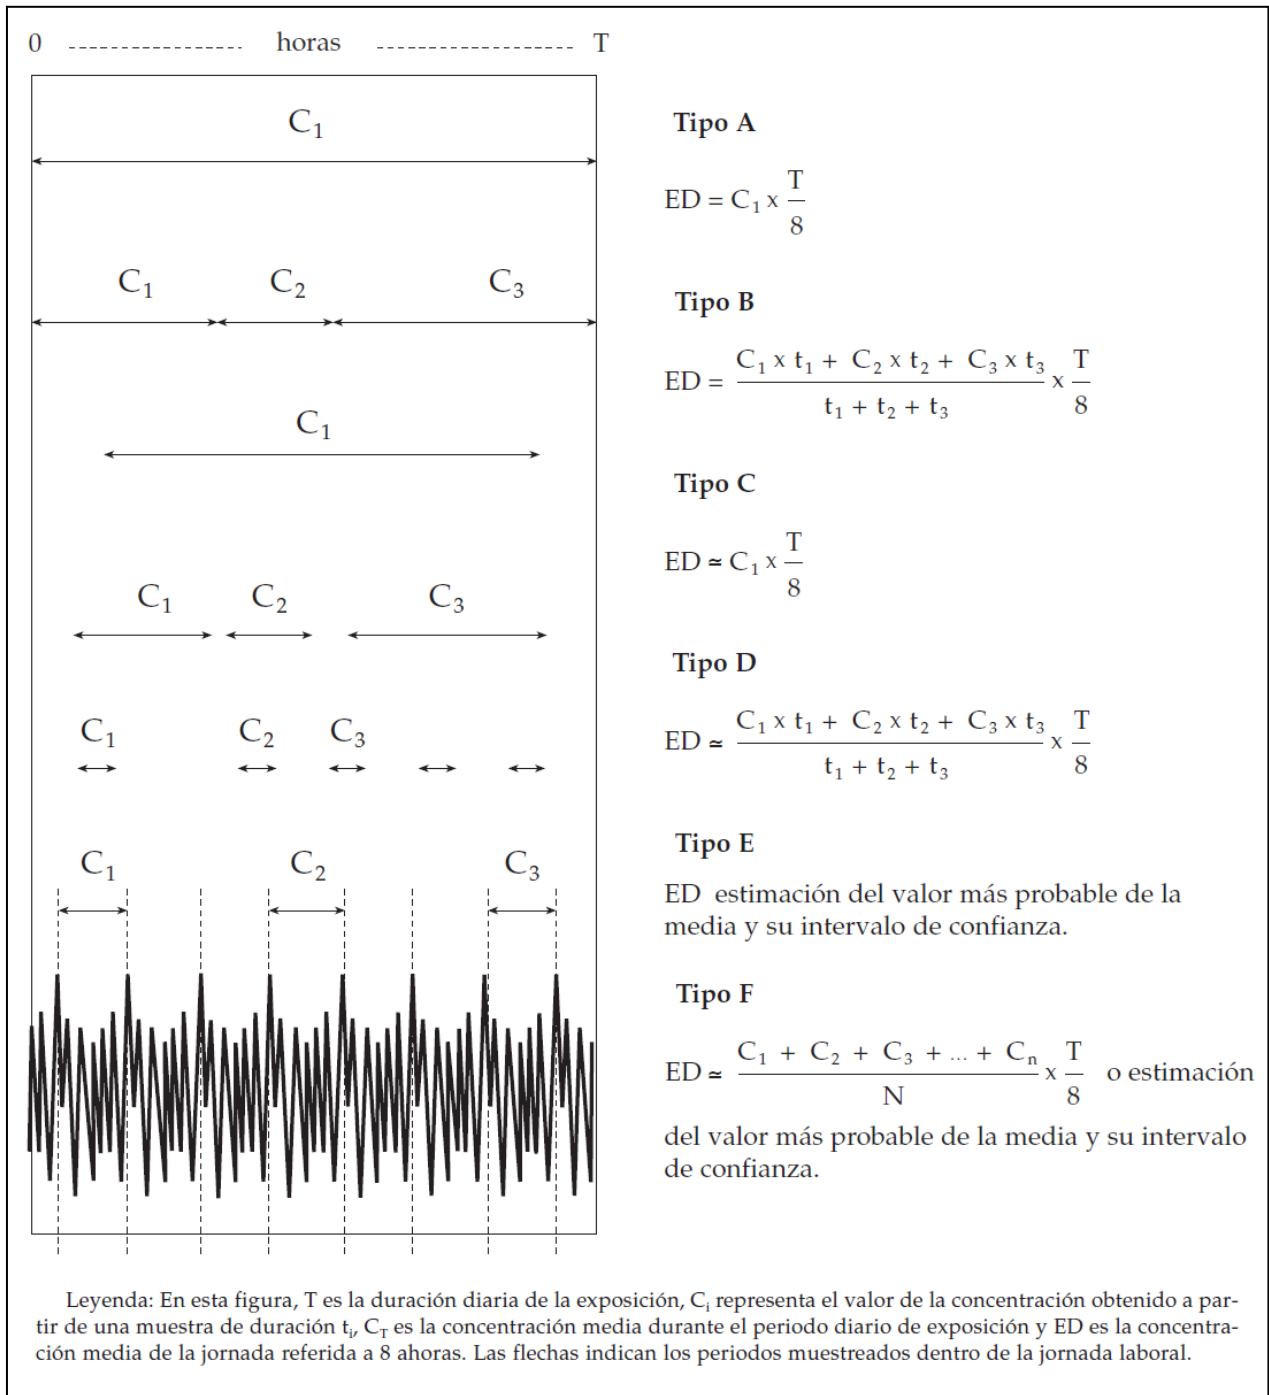 0 ------------------ horas -------------------- T
C₁
C₁ C₂ C₃
C₁
C₁ C₂ C₃
C₁ C₂ C₃
C₁ C₂ C₃
Tipo A
ED = C₁ x T/8
Tipo B
ED = (C₁ x t₁ + C₂ x t₂ + C₃ x t₃)/(t₁ + t₂ + t₃) x T/8
Tipo C
ED ≃ C₁ x T/8
Tipo D
ED ≃ (C₁ x t₁ + C₂ x t₂ + C₃ x t₃)/(t₁ + t₂ + t₃) x T/8
Tipo E
ED estimación del valor más probable de la
media y su intervalo de confianza.
Tipo F
ED ≃ (C₁ + C₂ + C₃ + ... + Cₙ)/N x T/8 o estimación
del valor más probable de la media y su intervalo
de confianza.
Leyenda: En esta figura, T es la duración diaria de la exposición, Cᵢ representa el valor de la concentración obtenido a par-
tir de una muestra de duración tᵢ, C_T es la concentración media durante el periodo diario de exposición y ED es la concentra-
ción media de la jornada referida a 8 ahoras. Las flechas indican los periodos muestreados dentro de la jornada laboral.